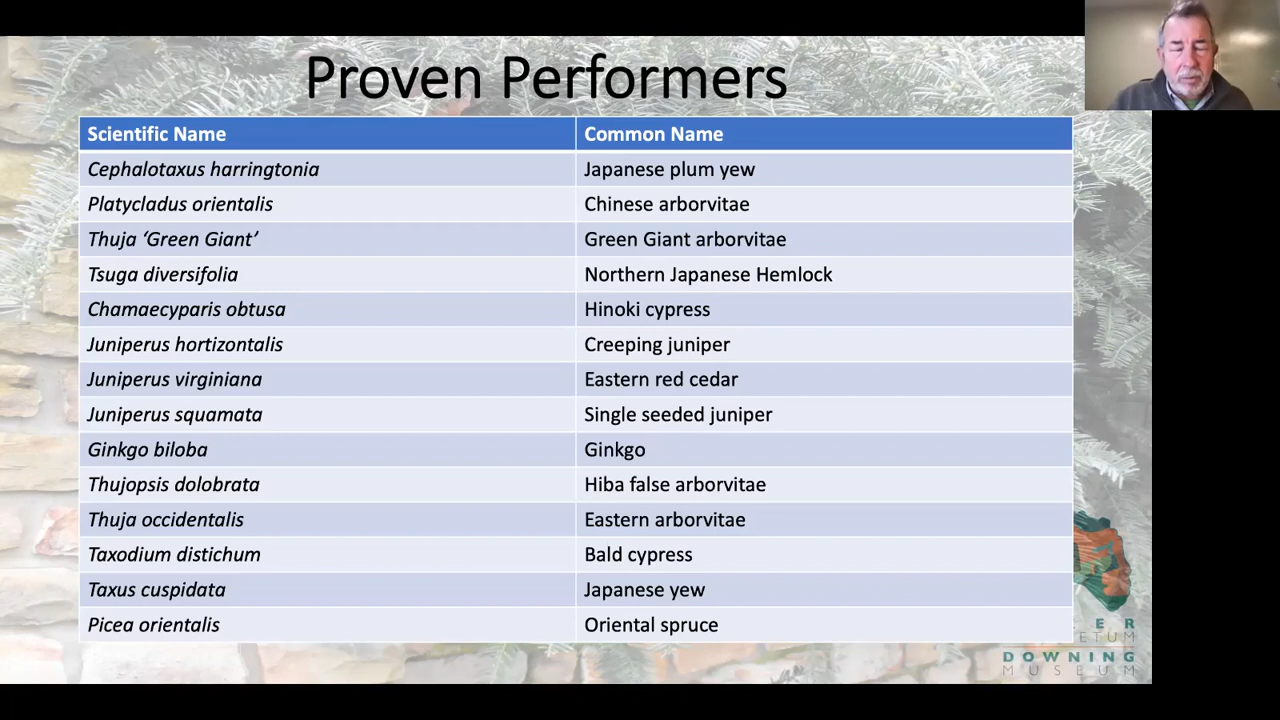 Proven Performers
Scientific Name Common Name
Cephalotaxus harringtonia Japanese plum yew
Platycladus orientalis Chinese arborvitae
Thuja ‘Green Giant’ Green Giant arborvitae
Tsuga diversifolia Northern Japanese Hemlock
Chamaecyparis obtusa Hinoki cypress
Juniperus hortizontalis Creeping juniper
Juniperus virginiana Eastern red cedar
Juniperus squamata Single seeded juniper
Ginkgo biloba Ginkgo
Thujopsis dolobrata Hiba false arborvitae
Thuja occidentalis Eastern arborvitae
Taxodium distichum Bald cypress
Taxus cuspidata Japanese yew
Picea orientalis Oriental spruce
ER
ETUM
DOWNING
MUSEUM